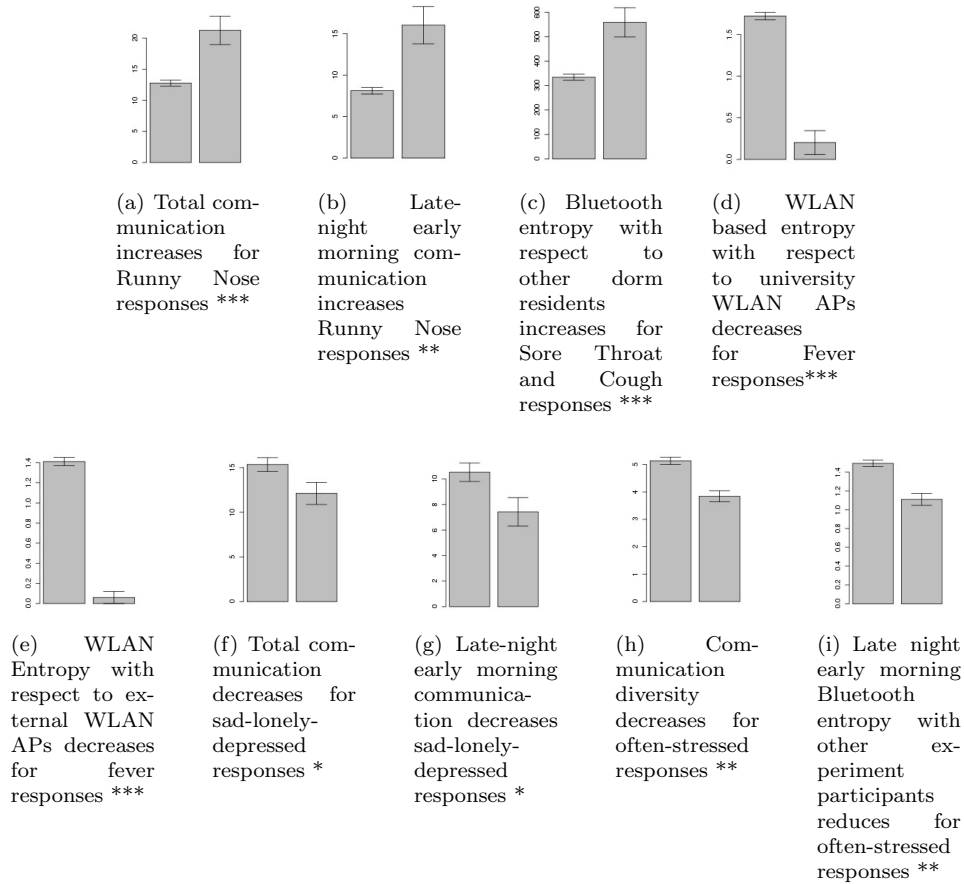 0 5 10 15 20
0 5 10 15
0 100 200 300 400 500 600
0.0 0.5 1.0 1.5
(a) Total com-
munication
increases for
Runny Nose
responses ***
(b) Late-
night early
morning com-
munication
increases
Runny Nose
responses **
(c) Bluetooth
entropy with
respect to
other dorm
residents
increases for
Sore Throat
and Cough
responses ***
(d) WLAN
based entropy
with respect
to university
WLAN APs
decreases
for Fever
responses***
0.0 0.2 0.4 0.6 0.8 1.0 1.2 1.4
0 5 10 15
0 2 4 6 8 10
0 1 2 3 4 5
0.0 0.2 0.4 0.6 0.8 1.0 1.2 1.4
(e) WLAN
Entropy with
respect to ex-
ternal WLAN
APs decreases
for fever
responses ***
(f) Total com-
munication
decreases for
sad-lonely-
depressed
responses *
(g) Late-night
early morning
communica-
tion decreases
sad-lonely-
depressed
responses *
(h) Com-
munication
diversity
decreases for
often-stressed
responses **
(i) Late night
early morning
Bluetooth
entropy with
other ex-
periment
participants
reduces for
often-stressed
responses **